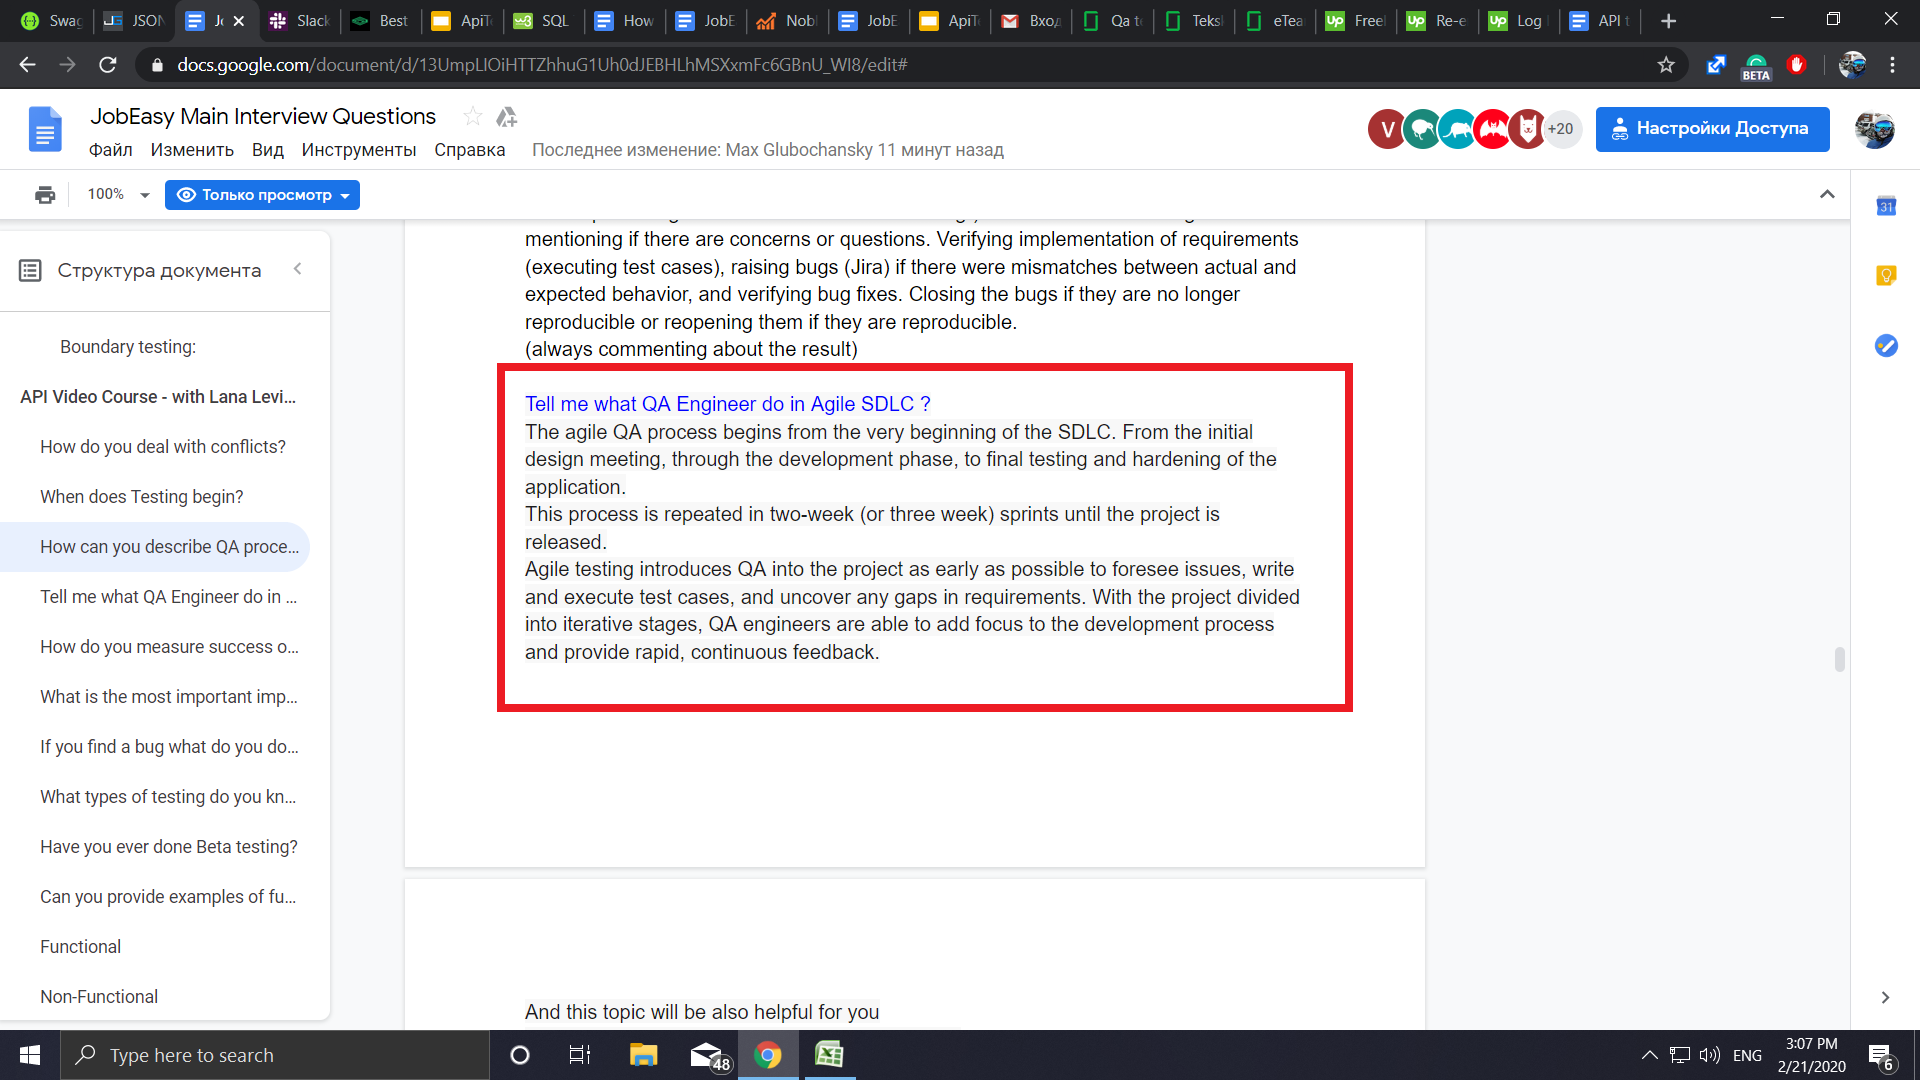 Swag
JSON
Jo
Slack
Best
ApiTe
SQL
How
JobE
Nobl
JobE
ApiTe
Вход
Qa te
Teksk
eTea
Freel
Re-e
Log
API t
docs.google.com/document/d/13UmpLIOiHTTZhhuG1Uh0dJEBHLhMSXxmFc6GBnU_WI8/edit#
BETA
JobEasy Main Interview Questions
Файл Изменить Вид Инструменты Справка Последнее изменение: Max Glubochansky 11 минут назад
V
+20
Настройки Доступа
100%
Только просмотр
31
Структура документа
Boundary testing:
API Video Course - with Lana Levi...
How do you deal with conflicts?
When does Testing begin?
How can you describe QA proce...
Tell me what QA Engineer do in ...
How do you measure success o...
What is the most important imp...
If you find a bug what do you do...
What types of testing do you kn...
Have you ever done Beta testing?
Can you provide examples of fu...
Functional
Non-Functional
mentioning if there are concerns or questions. Verifying implementation of requirements
(executing test cases), raising bugs (Jira) if there were mismatches between actual and
expected behavior, and verifying bug fixes. Closing the bugs if they are no longer
reproducible or reopening them if they are reproducible.
(always commenting about the result)
Tell me what QA Engineer do in Agile SDLC ?
The agile QA process begins from the very beginning of the SDLC. From the initial
design meeting, through the development phase, to final testing and hardening of the
application.
This process is repeated in two-week (or three week) sprints until the project is
released.
Agile testing introduces QA into the project as early as possible to foresee issues, write
and execute test cases, and uncover any gaps in requirements. With the project divided
into iterative stages, QA engineers are able to add focus to the development process
and provide rapid, continuous feedback.
And this topic will be also helpful for you
Type here to search
48
ENG
3:07 PM
2/21/2020
6